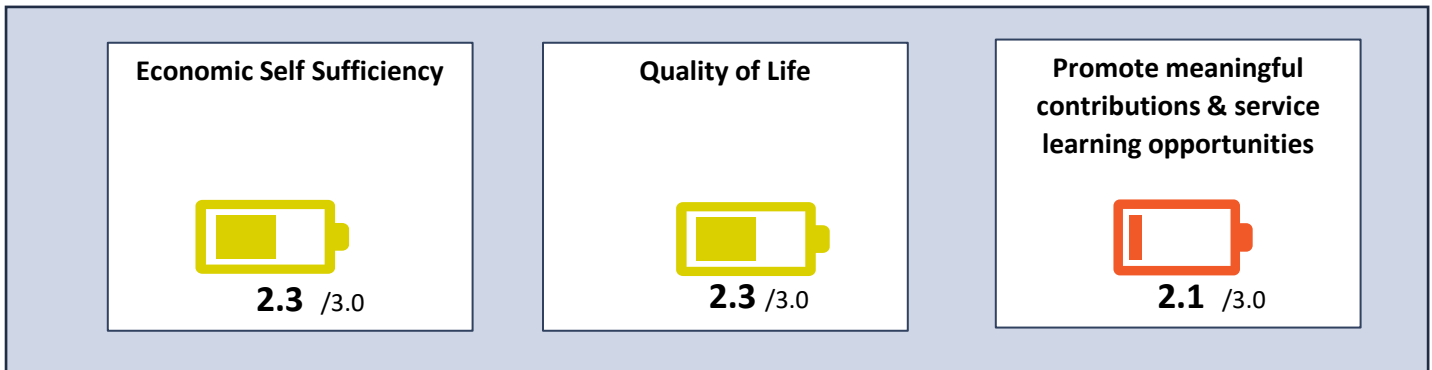 Economic Self Sufficiency
2.3 /3.0
Quality of Life
2.3 /3.0
Promote meaningful
contributions & service
learning opportunities
2.1 /3.0